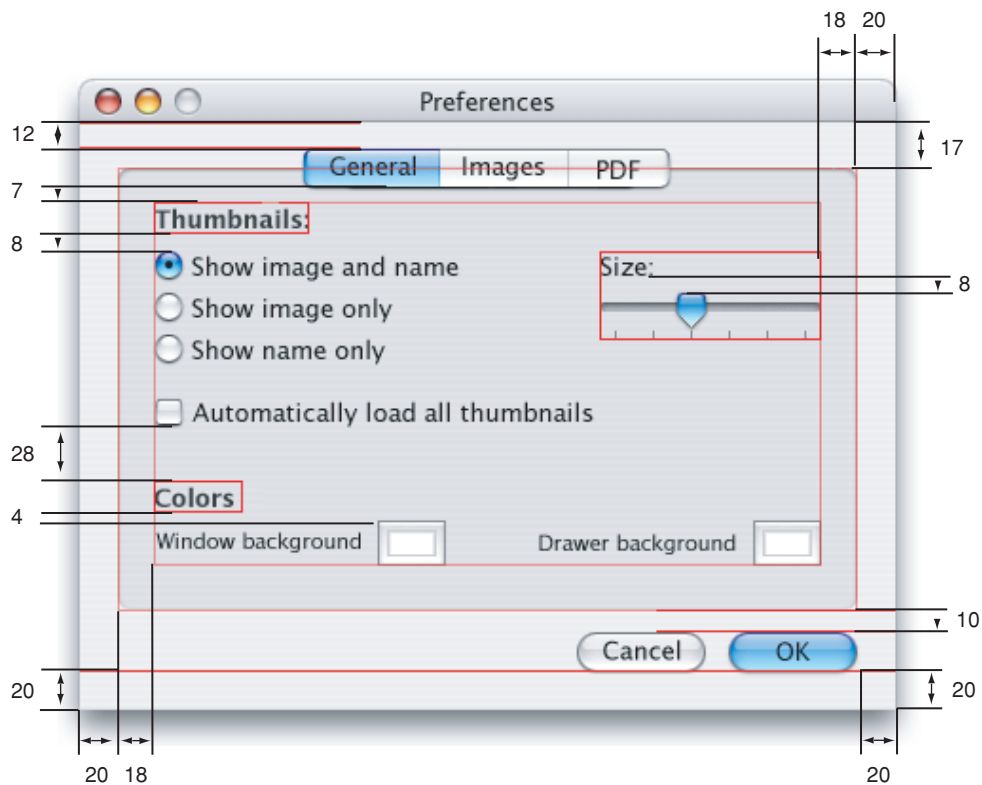 18 20
Preferences
12
17
General Images PDF
7
Thumbnails:
8
Show image and name
Size:
8
Show image only
Show name only
Automatically load all thumbnails
28
Colors
4
Window background
Drawer background
10
Cancel OK
20
20
20 18
20